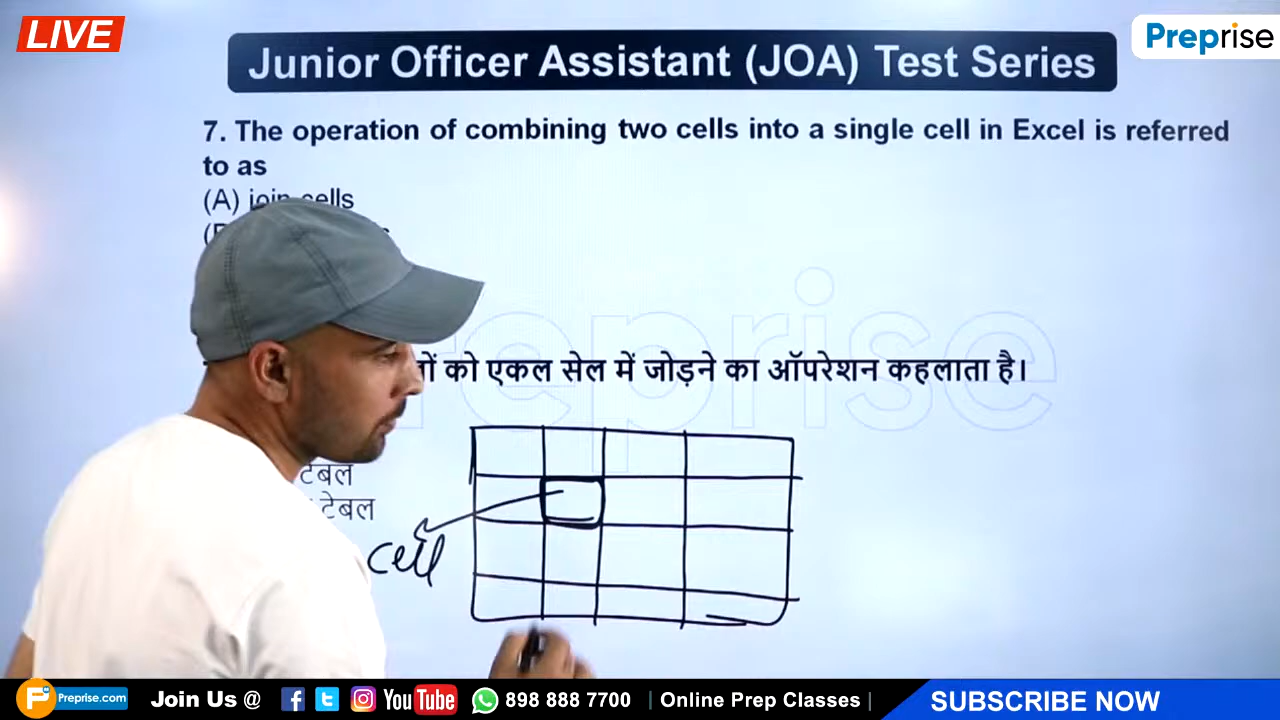 LIVE
Preprise
Junior Officer Assistant (JOA) Test Series
7. The operation of combining two cells into a single cell in Excel is referred
to as
(A) join cells
को एकल सेल में जोड़ने का ऑपरेशन कहलाता है।
reprise
टेबल
टेबल
cell
Preprise.com Join Us @ YouTube 898 888 7700 | Online Prep Classes | SUBSCRIBE NOW